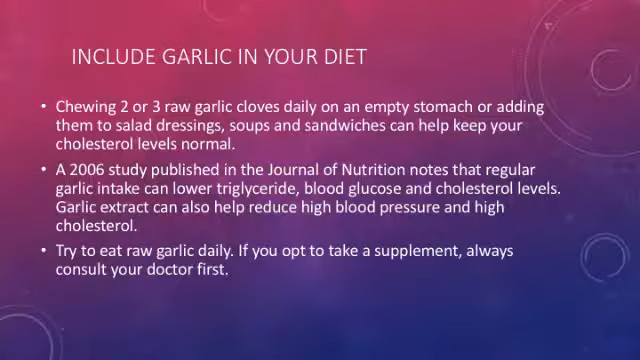 INCLUDE GARLIC IN YOUR DIET
• Chewing 2 or 3 raw garlic cloves daily on an empty stomach or adding
them to salad dressings, soups and sandwiches can help keep your
cholesterol levels normal.
• A 2006 study published in the Journal of Nutrition notes that regular
garlic intake can lower triglyceride, blood glucose and cholesterol levels.
Garlic extract can also help reduce high blood pressure and high
cholesterol.
• Try to eat raw garlic daily. If you opt to take a supplement, always
consult your doctor first.